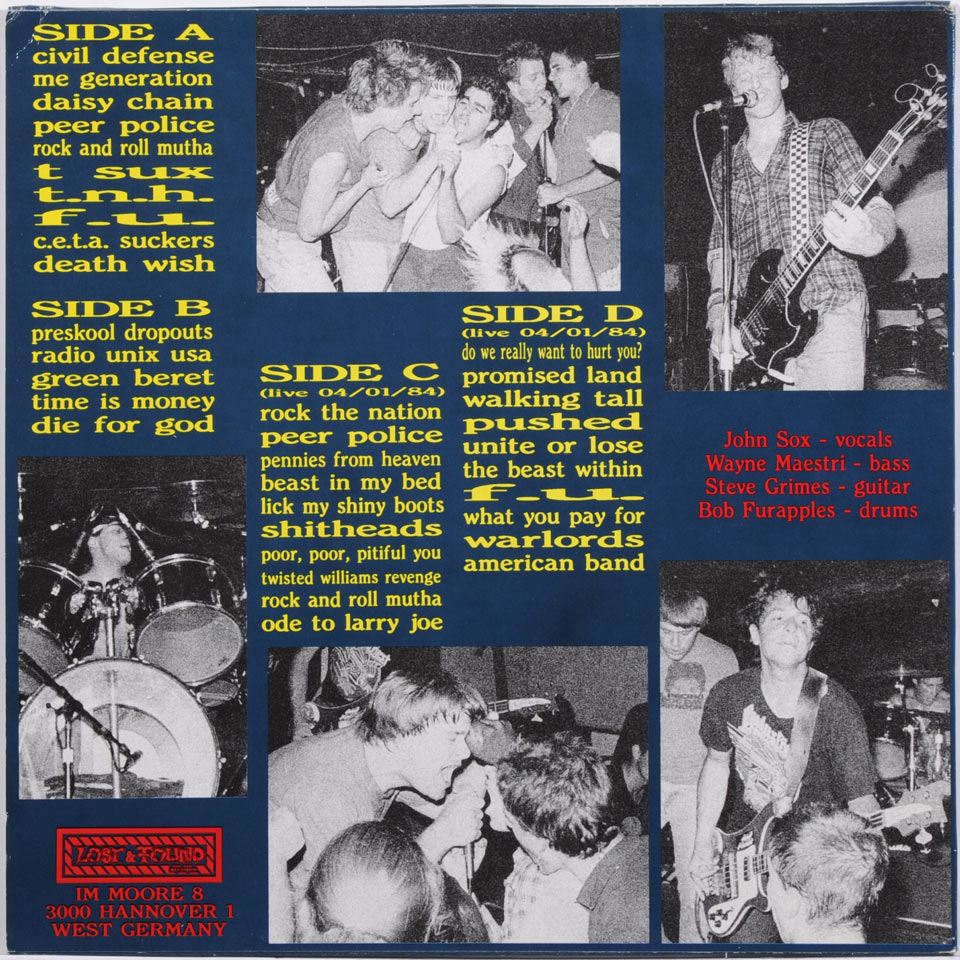 SIDE A
civil defense
me generation
daisy chain
peer police
rock and roll mutha
t sux
t.n.h.
f.u.
c.e.t.a. suckers
death wish
SIDE B
preskool dropouts
radio unix usa
green beret
time is money
die for god
SIDE C
(live 04/01/84)
rock the nation
peer police
pennies from heaven
beast in my bed
lick my shiny boots
shitheads
poor, poor, pitiful you
twisted williams revenge
rock and roll mutha
ode to larry joe
SIDE D
(live 04/01/84)
do we really want to hurt you?
promised land
walking tall
pushed
unite or lose
the beast within
f.u.
what you pay for
warlords
american band
John Sox - vocals
Wayne Maestri - bass
Steve Grimes - guitar
Bob Furapples - drums
LOST & FOUND
RECORDS
IM MOORE 8
3000 HANNOVER 1
WEST GERMANY